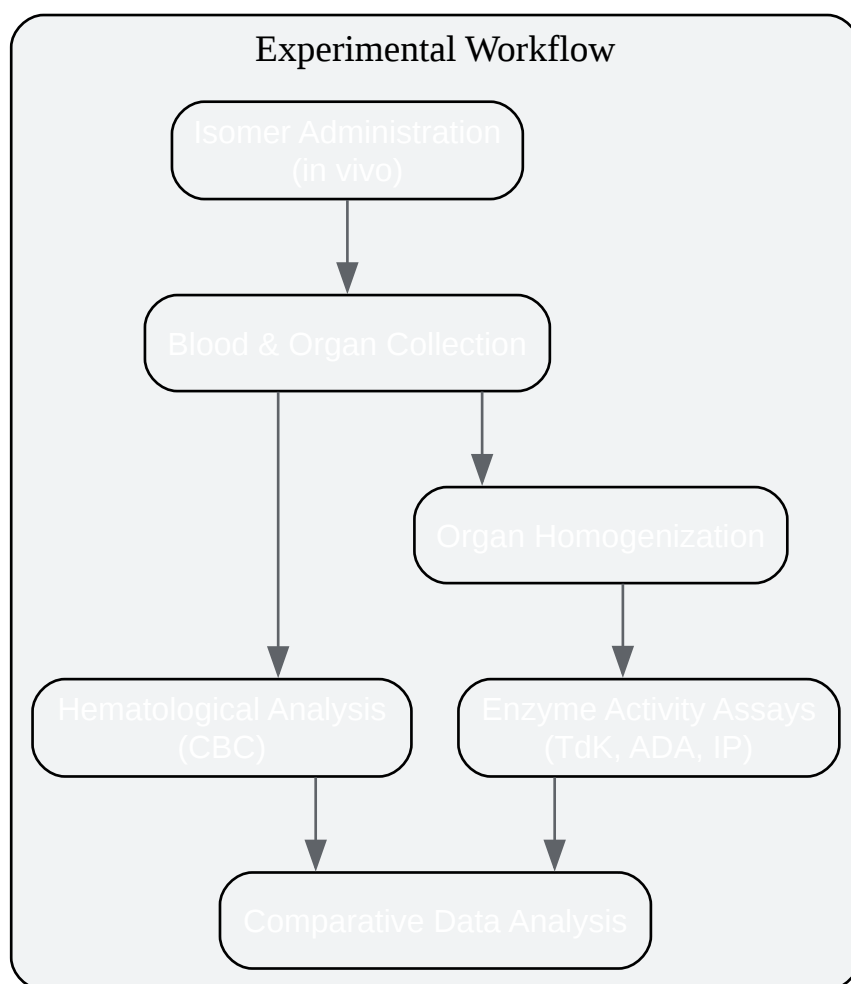 Experimental Workflow
Isomer Administration
(in vivo)
Blood & Organ Collection
Organ Homogenization
Hematological Analysis
(CBC)
Enzyme Activity Assays
(TdK, ADA, IP)
Comparative Data Analysis